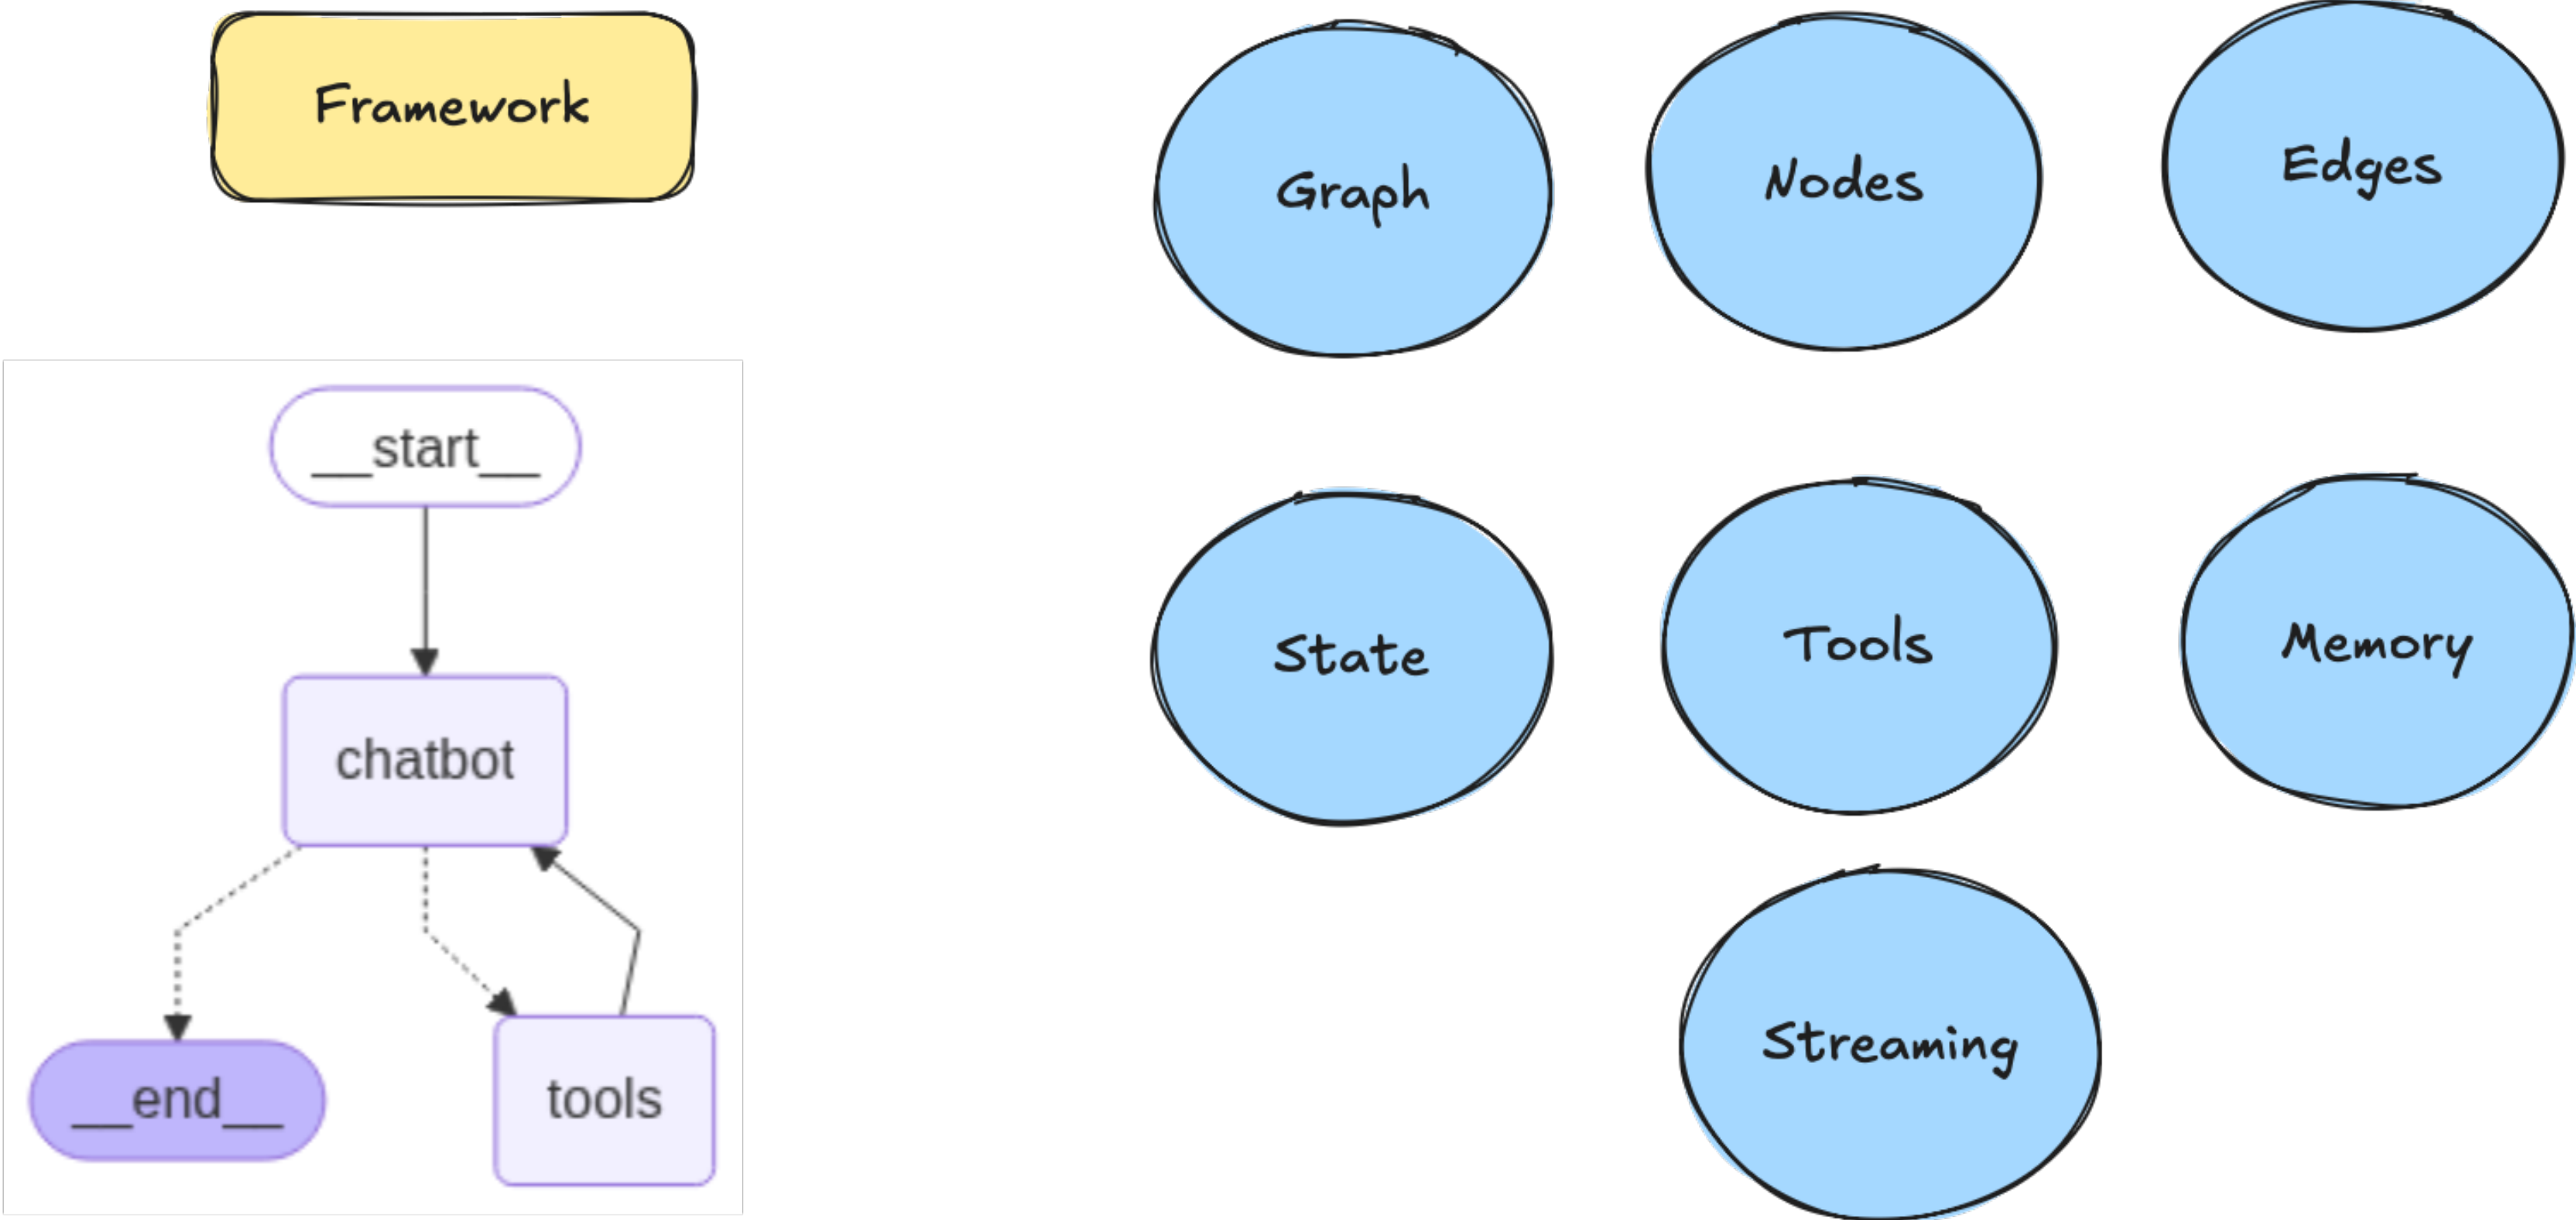 Framework
Graph
Nodes
Edges
__start__
chatbot
State
Tools
Memory
__end__
tools
Streaming